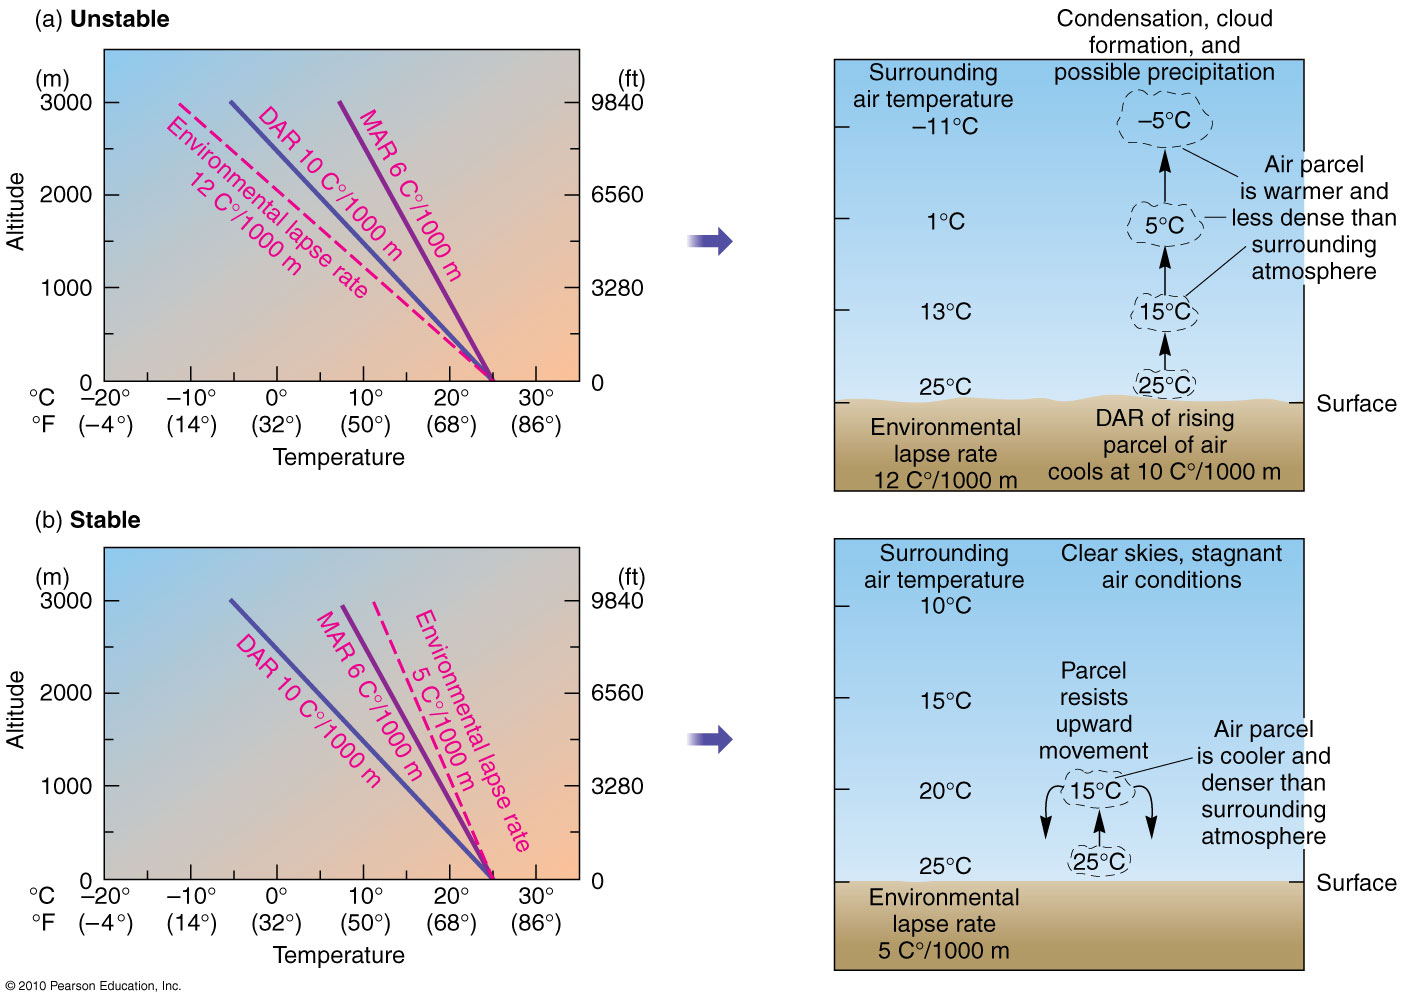 (a) Unstable
(m)
(ft)
3000
2000
1000
0
Altitude
9840
6560
3280
0
Environmental lapse rate
12 C°/1000 m
DAR 10 C°/1000 m
MAR 6 C°/1000 m
°C –20° –10° 0° 10° 20° 30°
°F (–4°) (14°) (32°) (50°) (68°) (86°)
Temperature
Condensation, cloud
formation, and
possible precipitation
Surrounding
air temperature
–11°C
1°C
13°C
25°C
–5°C
5°C
15°C
25°C
Air parcel
is warmer and
less dense than
surrounding
atmosphere
Surface
Environmental
lapse rate
12 C°/1000 m
DAR of rising
parcel of air
cools at 10 C°/1000 m
(b) Stable
(m)
(ft)
3000
2000
1000
0
Altitude
9840
6560
3280
0
DAR 10 C°/1000 m
MAR 6 C°/1000 m
Environmental lapse rate
5 C°/1000 m
°C –20° –10° 0° 10° 20° 30°
°F (–4°) (14°) (32°) (50°) (68°) (86°)
Temperature
Surrounding
air temperature
10°C
15°C
20°C
25°C
Clear skies, stagnant
air conditions
Parcel
resists
upward
movement
15°C
25°C
Air parcel
is cooler and
denser than
surrounding
atmosphere
Surface
Environmental
lapse rate
5 C°/1000 m
© 2010 Pearson Education, Inc.